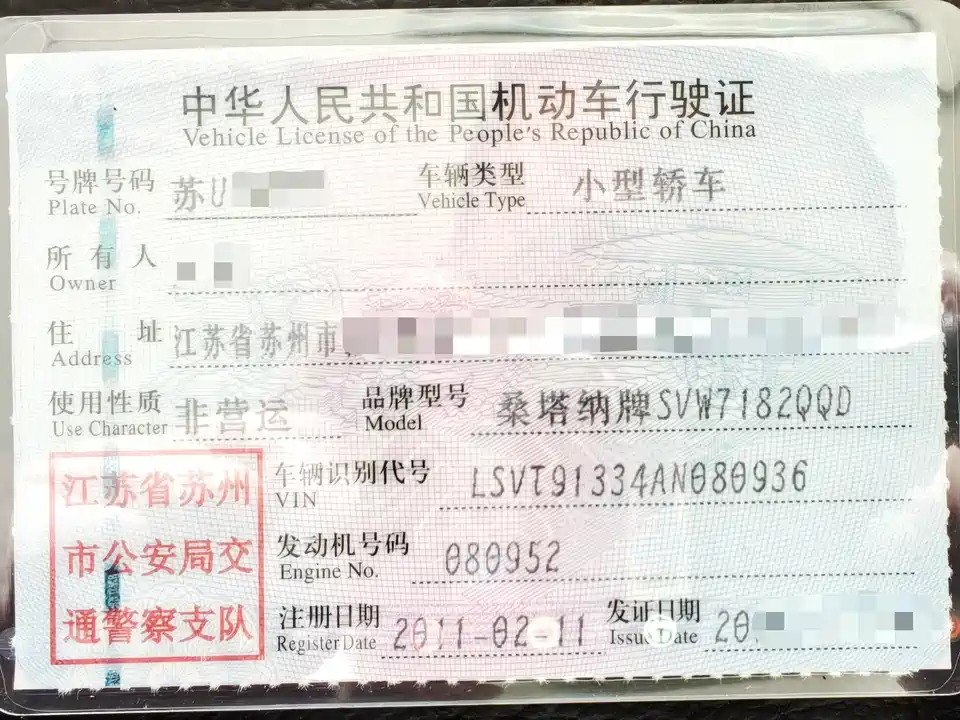 中华人民共和国机动车行驶证
Vehicle License of the People's Republic of China
号牌号码 苏U 车辆类型 小型轿车
Plate No. Vehicle Type
所有人
Owner
住址 江苏省苏州市
Address
使用性质 非营运 品牌型号 桑塔纳牌SVW7182QQD
Use Character Model
车辆识别代号 LSVT91334AN080936
VIN
发动机号码 080952
Engine No.
注册日期 2011-02-11 发证日期 20
Register Date Issue Date
江苏省苏州
市公安局交
通警察支队